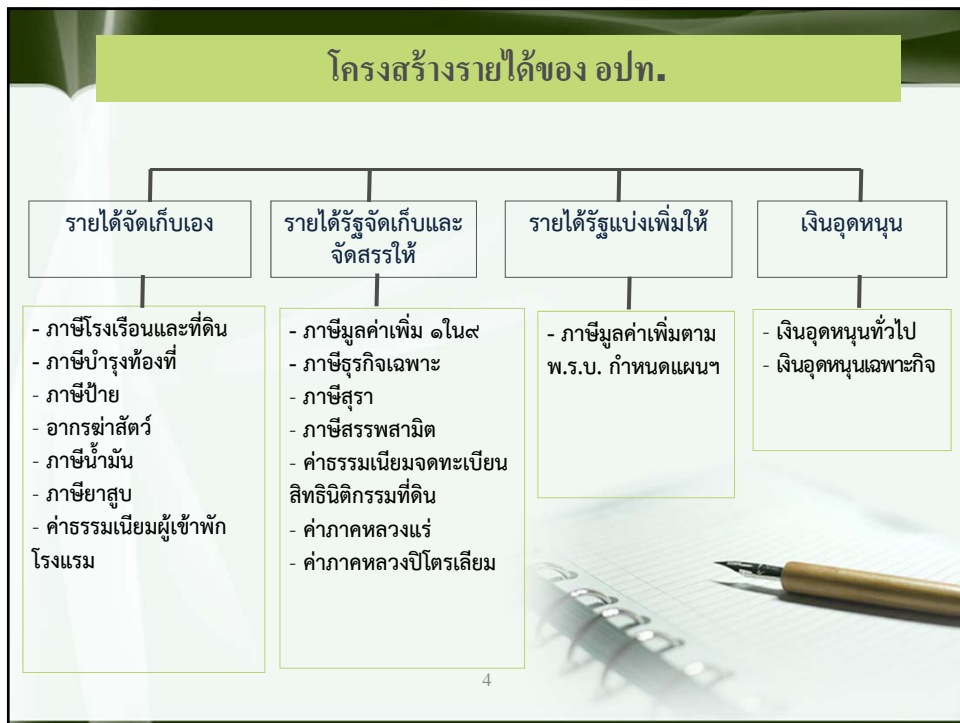 โครงสร้างรายได้ของ อปท.
รายได้จัดเก็บเอง
- ภาษีโรงเรือนและที่ดิน
- ภาษีบำรุงท้องที่
- ภาษีป้าย
- อากรฆ่าสัตว์
- ภาษีน้ำมัน
- ภาษียาสูบ
- ค่าธรรมเนียมผู้เข้าพัก
โรงแรม
รายได้รัฐจัดเก็บและ
จัดสรรให้
- ภาษีมูลค่าเพิ่ม ๑ใน๙
- ภาษีธุรกิจเฉพาะ
- ภาษีสุรา
- ภาษีสรรพสามิต
- ค่าธรรมเนียมจดทะเบียน
สิทธินิติกรรมที่ดิน
- ค่าภาคหลวงแร่
- ค่าภาคหลวงปิโตรเลียม
รายได้รัฐแบ่งเพิ่มให้
- ภาษีมูลค่าเพิ่มตาม
พ.ร.บ. กำหนดแผนฯ
เงินอุดหนุน
- เงินอุดหนุนทั่วไป
- เงินอุดหนุนเฉพาะกิจ
4